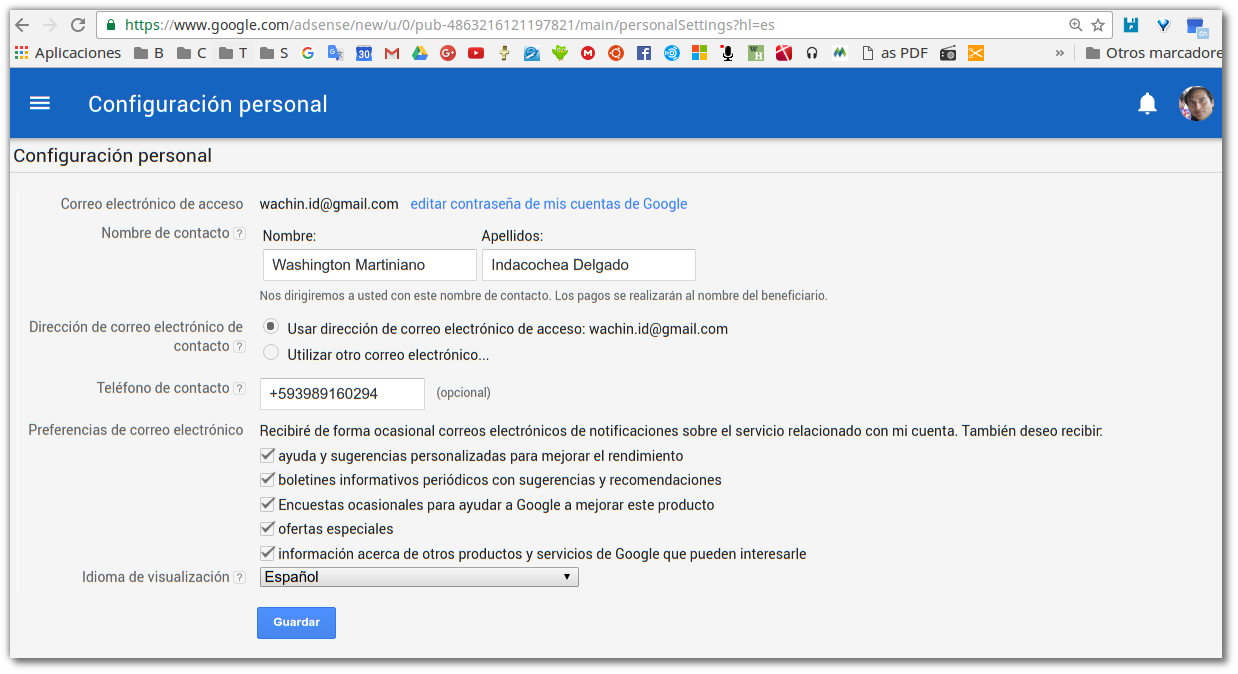 https://www.google.com/adsense/new/u/0/pub-4863216121197821/main/personalSettings?hl=es
Aplicaciones B C T S as PDF » Otros marcadore
Configuración personal
Configuración personal
Correo electrónico de acceso wachin.id@gmail.com editar contraseña de mis cuentas de Google
Nombre de contacto ? Nombre: Apellidos:
Washington Martiniano Indacochea Delgado
Nos dirigiremos a usted con este nombre de contacto. Los pagos se realizarán al nombre del beneficiario.
Dirección de correo electrónico de
contacto ?
Usar dirección de correo electrónico de acceso: wachin.id@gmail.com
Utilizar otro correo electrónico...
Teléfono de contacto ? +593989160294 (opcional)
Preferencias de correo electrónico Recibiré de forma ocasional correos electrónicos de notificaciones sobre el servicio relacionado con mi cuenta. También deseo recibir:
ayuda y sugerencias personalizadas para mejorar el rendimiento
boletines informativos periódicos con sugerencias y recomendaciones
Encuestas ocasionales para ayudar a Google a mejorar este producto
ofertas especiales
información acerca de otros productos y servicios de Google que pueden interesarle
Idioma de visualización ? Español
Guardar